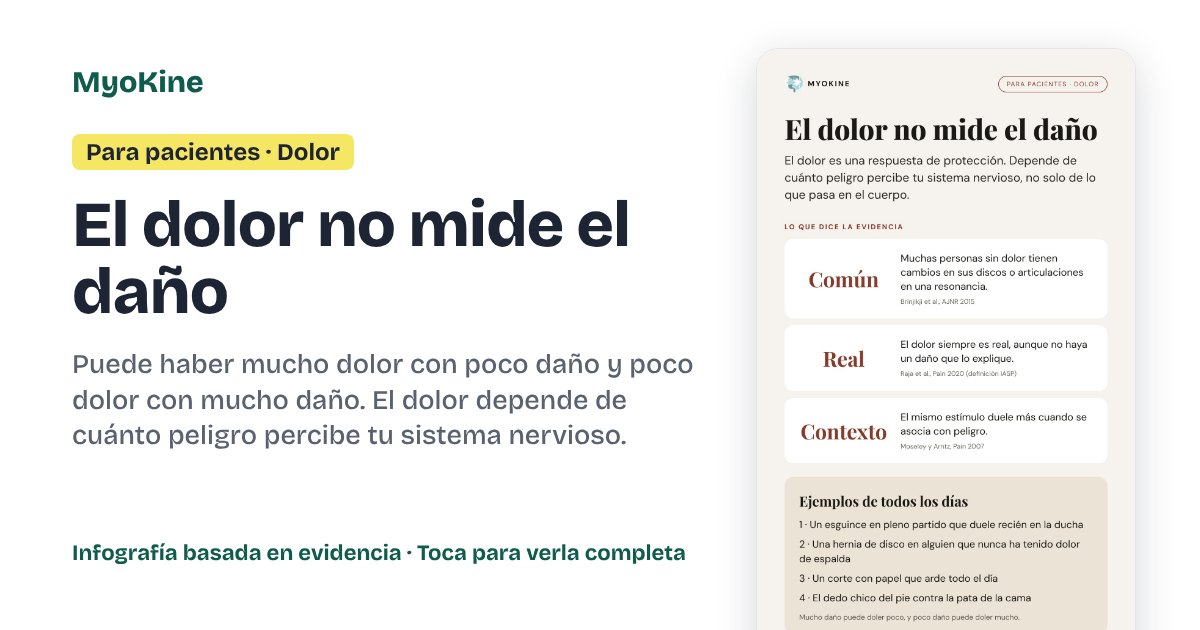 MyoKine
Para pacientes · Dolor
El dolor no mide el
daño
Puede haber mucho dolor con poco daño y poco
dolor con mucho daño. El dolor depende de
cuánto peligro percibe tu sistema nervioso.
Infografía basada en evidencia · Toca para verla completa
MYOKINE
PARA PACIENTES · DOLOR
El dolor no mide el daño
El dolor es una respuesta de protección. Depende de
cuánto peligro percibe tu sistema nervioso, no solo de lo
que pasa en el cuerpo.
LO QUE DICE LA EVIDENCIA
Común
Muchas personas sin dolor tienen
cambios en sus discos o articulaciones
en una resonancia.
Brinjikji et al., AJNR 2015
Real
El dolor siempre es real, aunque no haya
un daño que lo explique.
Raja et al., Pain 2020 (definición IASP)
Contexto
El mismo estímulo duele más cuando se
asocia con peligro.
Moseley y Arntz, Pain 2007
Ejemplos de todos los días
1 · Un esguince en pleno partido que duele recién en la ducha
2 · Una hernia de disco en alguien que nunca ha tenido dolor
de espalda
3 · Un corte con papel que arde todo el día
4 · El dedo chico del pie contra la pata de la cama
Mucho daño puede doler poco, y poco daño puede doler mucho.